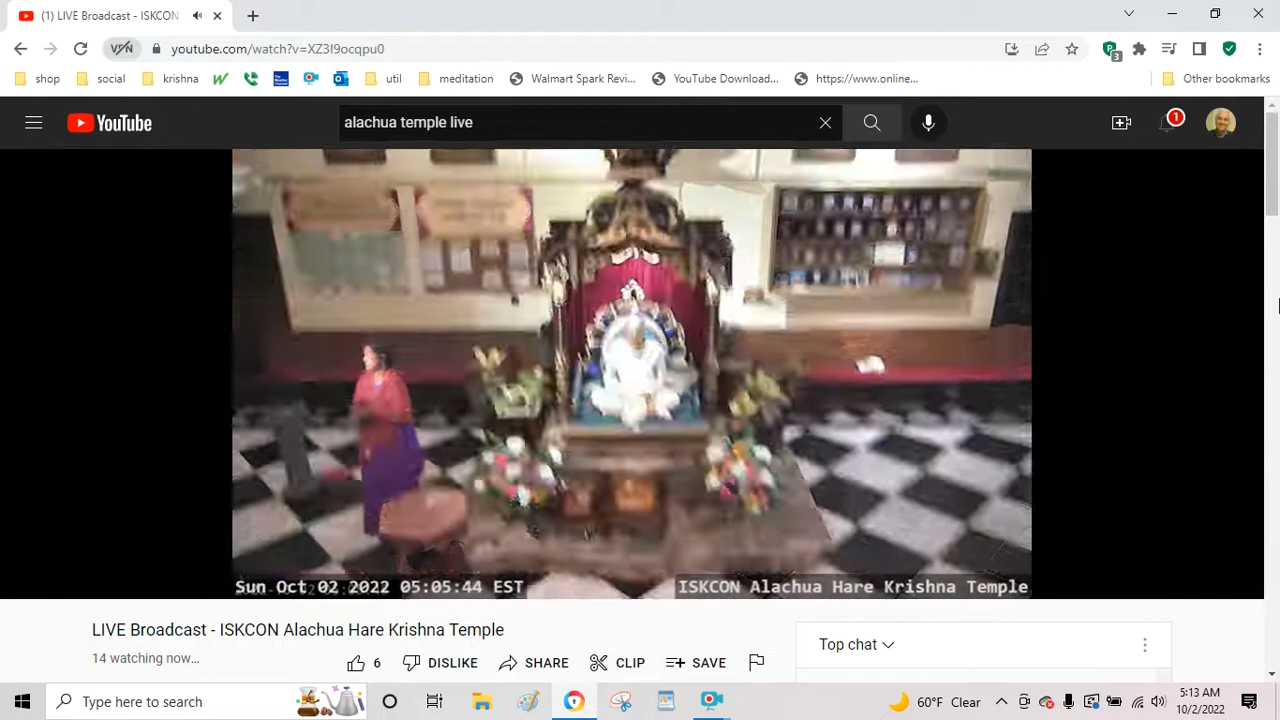 (1) LIVE Broadcast - ISKCON
VPN youtube.com/watch?v=XZ3I9ocqpu0
3
shop social krishna util meditation Walmart Spark Revi... YouTube Download... https://www.online... Other bookmarks
YouTube alachua temple live 1
Sun Oct 02 2022 05:05:44 EST ISKCON Alachua Hare Krishna Temple
LIVE Broadcast - ISKCON Alachua Hare Krishna Temple
14 watching now...
6 DISLIKE SHARE CLIP SAVE
Top chat
Type here to search
60°F Clear
5:13 AM
10/2/2022